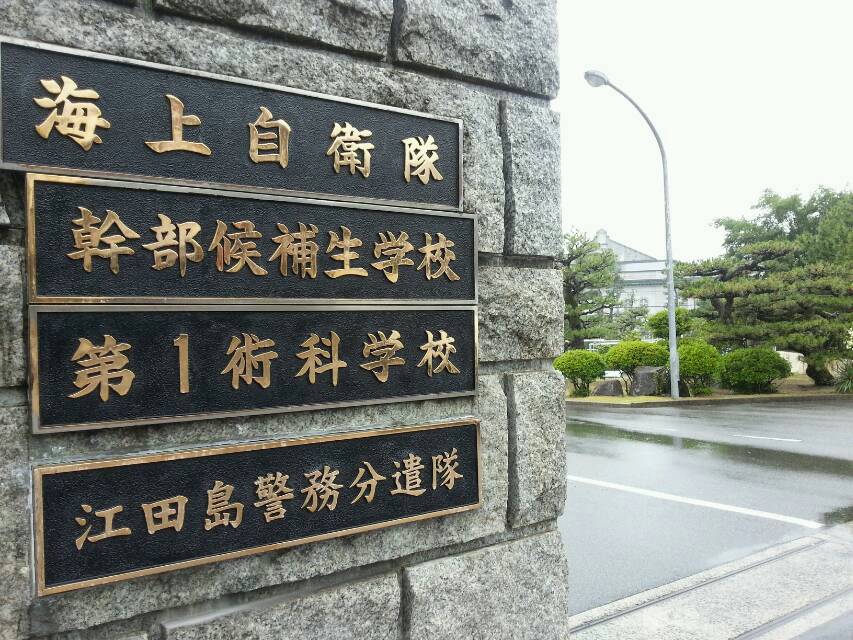 海上自衛隊
幹部候補生学校
第1術科学校
江田島警務分遣隊